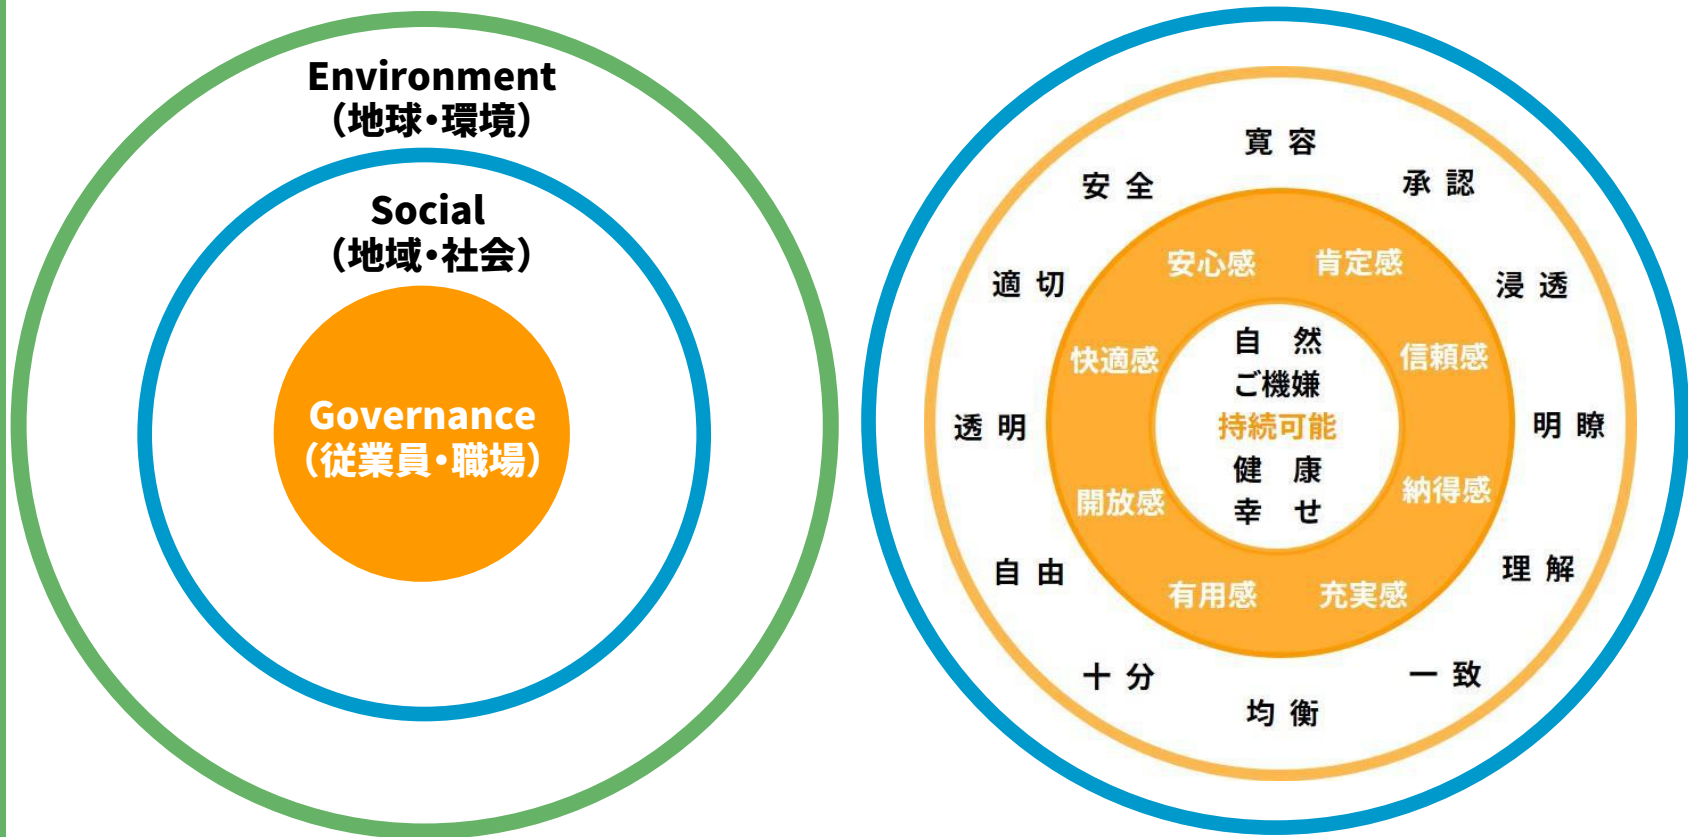 Environment
（地球・環境）
Social
（地域・社会）
Governance
（従業員・職場）
寛 容
承 認
浸 透
明 瞭
理 解
一 致
均 衡
十 分
自 由
透 明
適 切
安 全
安心感
肯定感
信頼感
納得感
充実感
有用感
開放感
快適感
自　然
ご機嫌
持続可能
健　康
幸　せ